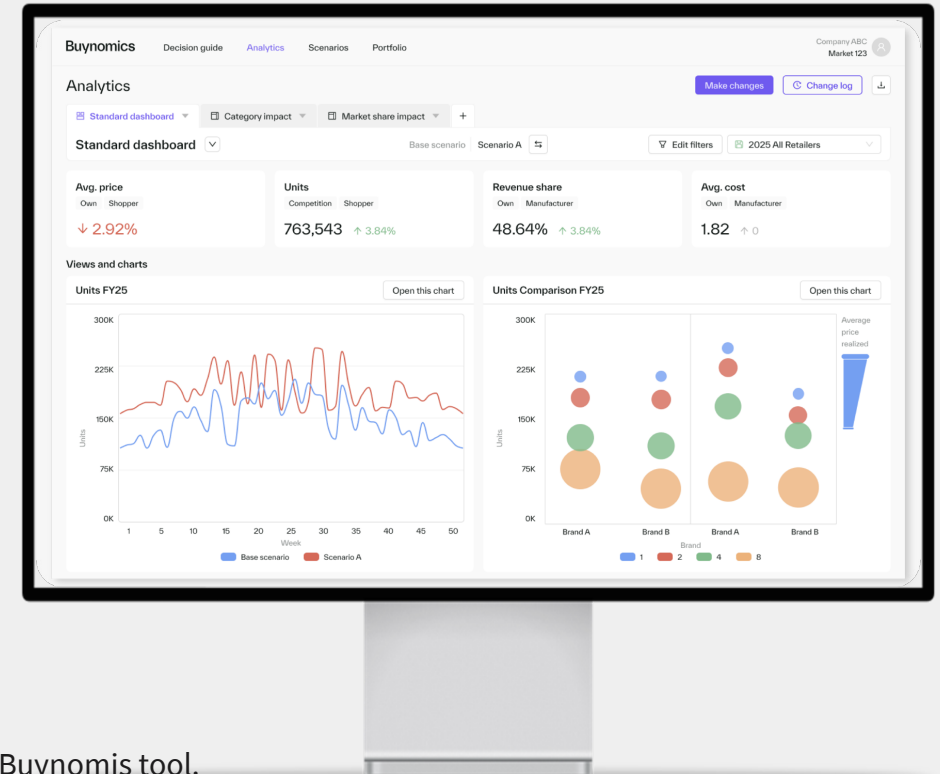 Buynomics Decision guide Analytics Scenarios Portfolio Company ABC
Market 123
Analytics Make changes Change log
Standard dashboard Category impact Market share impact +
Standard dashboard Base scenario Scenario A Edit filters 2025 All Retailers
Avg. price
Own Shopper
↓ 2.92%
Units
Competition Shopper
763,543 ↑ 3.84%
Revenue share
Own Manufacturer
48.64% ↑ 3.84%
Avg. cost
Own Manufacturer
1.82 ↑ 0
Views and charts
Units FY25 Open this chart
300K
225K
150K
75K
0K
Units
1 5 10 15 20 25 30 35 40 45 50
Week
Base scenario Scenario A
Units Comparison FY25 Open this chart
300K
225K
150K
75K
0K
Units
Average
price
realized
Brand A Brand B Brand A Brand B
Brand
1 2 4 8
Buynomis tool.